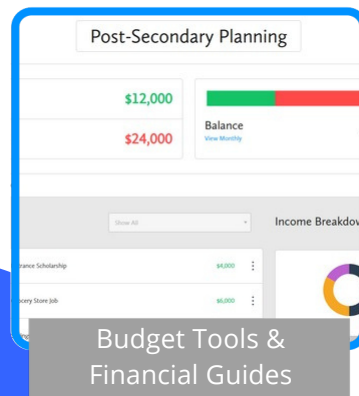 Post-Secondary Planning
$12,000
$24,000
Balance
View Monthly
Show All
Income Breakdow
rance Scholarship
$4,000
ocery Store Job
$6,000
Budget Tools &
Financial Guides